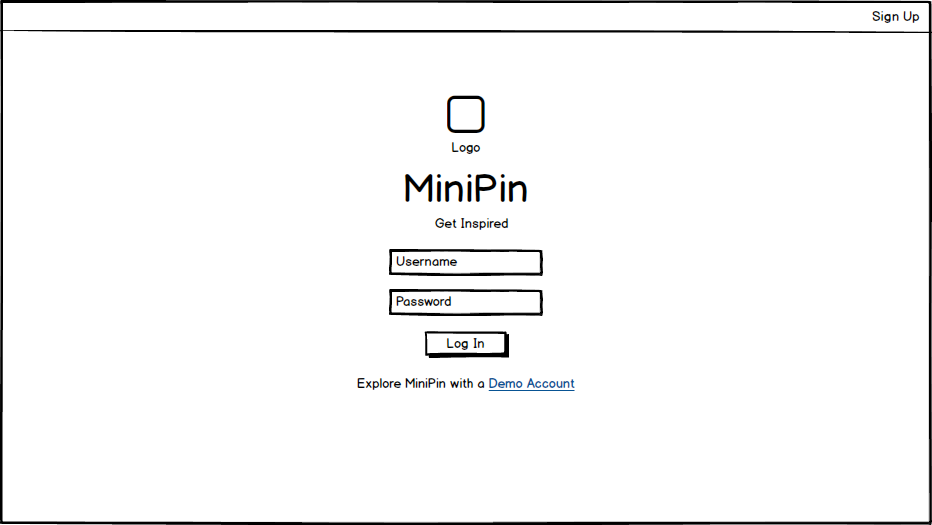 Sign Up
Logo
MiniPin
Get Inspired
Username
Password
Log In
Explore MiniPin with a Demo Account